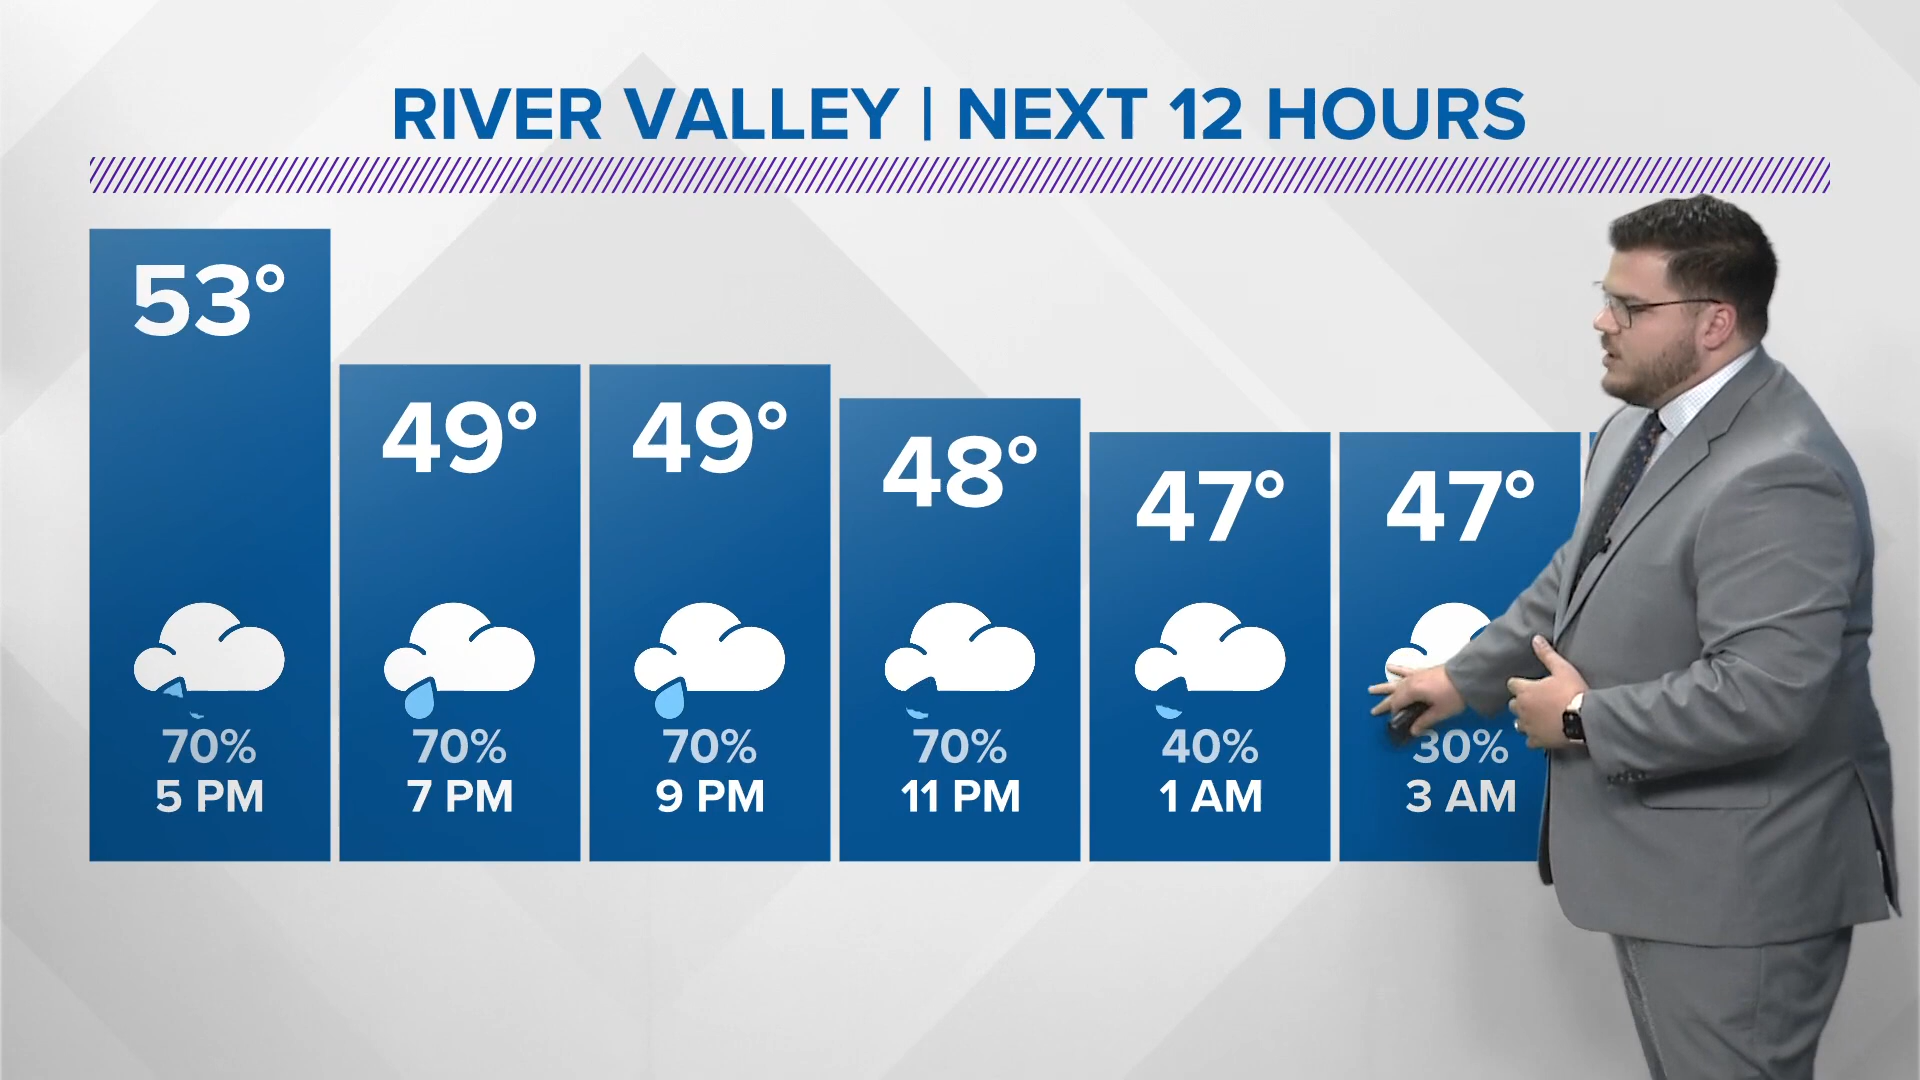 RIVER VALLEY | NEXT 12 HOURS
53° 49° 49° 48° 47° 47°
70% 70% 70% 70% 40% 30%
5 PM 7 PM 9 PM 11 PM 1 AM 3 AM